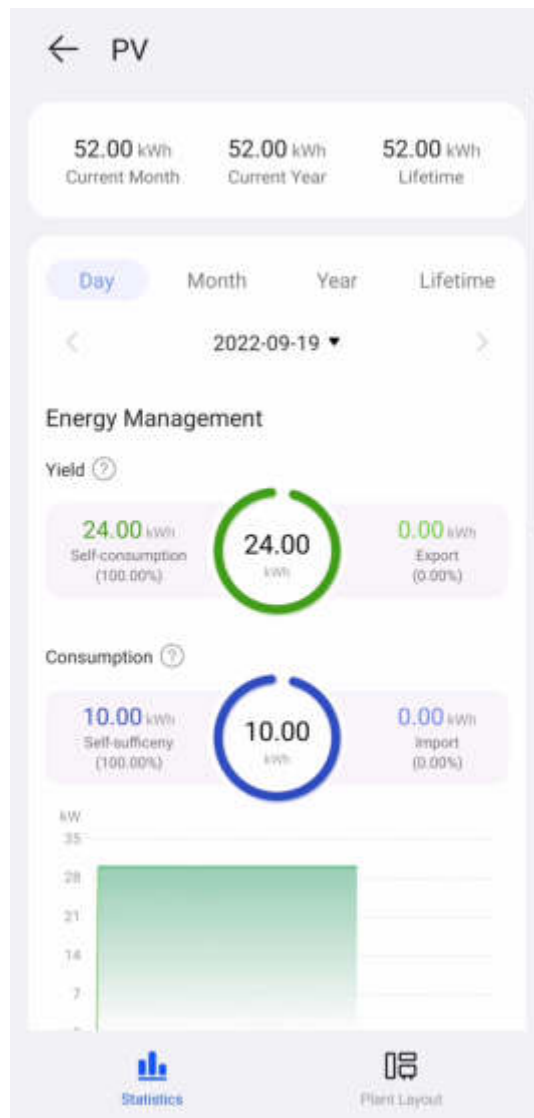 PV
52.00 kWh 52.00 kWh 52.00 kWh
Current Month Current Year Lifetime
Day Month Year Lifetime
2022-09-19
Energy Management
Yield ?
24.00 kWh 24.00 0.00 kWh
Self-consumption kWh Export
(100.00%) (0.00%)
Consumption ?
10.00 kWh 10.00 0.00 kWh
Self-sufficeny kWh Import
(100.00%) (0.00%)
kW
35
28
21
14
7
Statistics Plant Layout